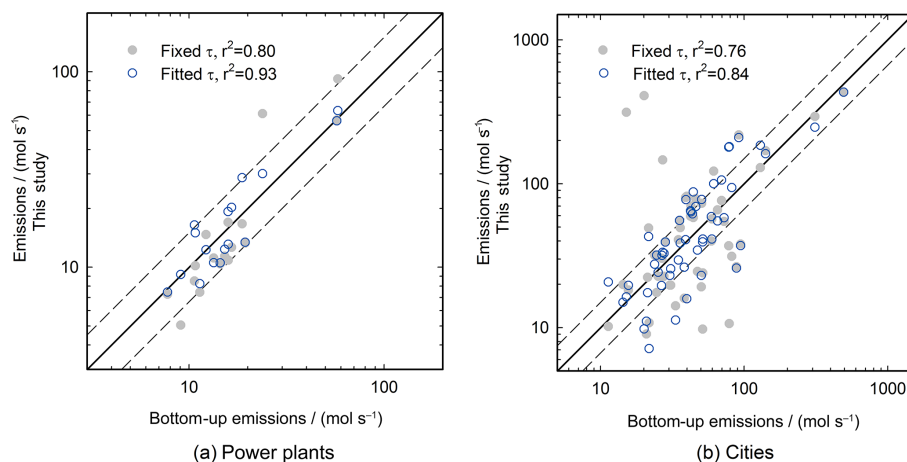 Fixed τ, r²=0.80
Fitted τ, r²=0.93
100
10
Emissions / (mol s⁻¹)
This study
10
100
Bottom-up emissions / (mol s⁻¹)
(a) Power plants
Fixed τ, r²=0.76
Fitted τ, r²=0.84
1000
100
10
Emissions / (mol s⁻¹)
This study
10
100
1000
Bottom-up emissions / (mol s⁻¹)
(b) Cities